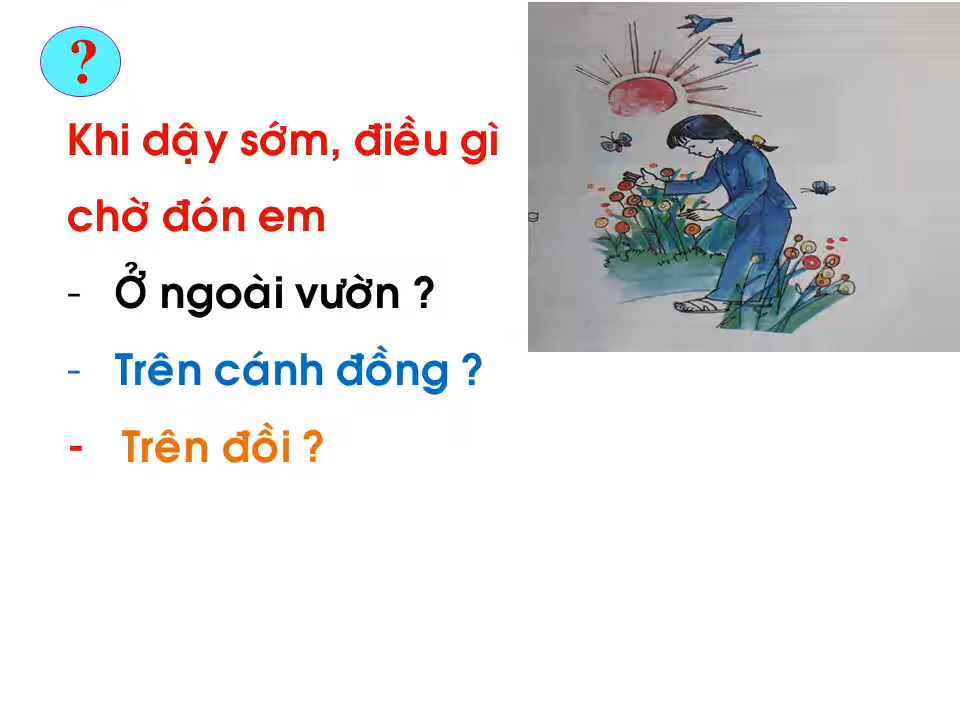 ?
Khi dậy sớm, điều gì
chờ đón em
- Ở ngoài vườn ?
- Trên cánh đồng ?
- Trên đồi ?